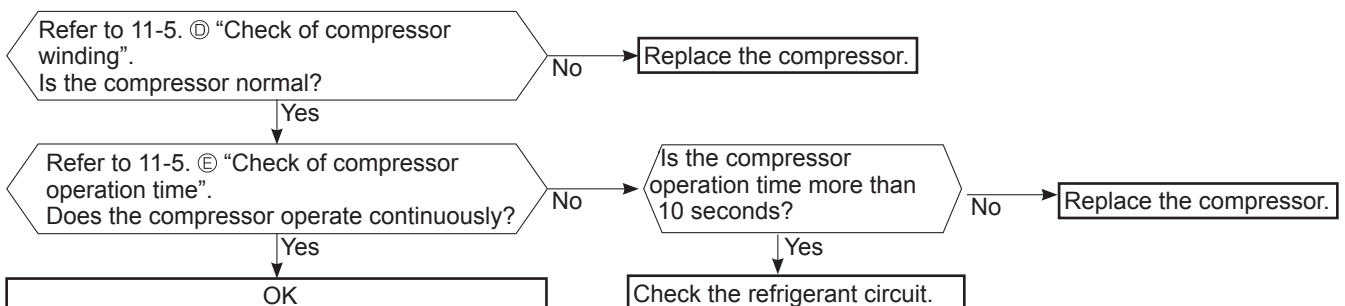 Refer to 11-5. Ⓓ “Check of compressor
winding”.
Is the compressor normal?
No
Replace the compressor.
Yes
Refer to 11-5. Ⓔ “Check of compressor
operation time”.
Does the compressor operate continuously?
No
Is the compressor
operation time more than
10 seconds?
No
Replace the compressor.
Yes
Yes
OK
Check the refrigerant circuit.